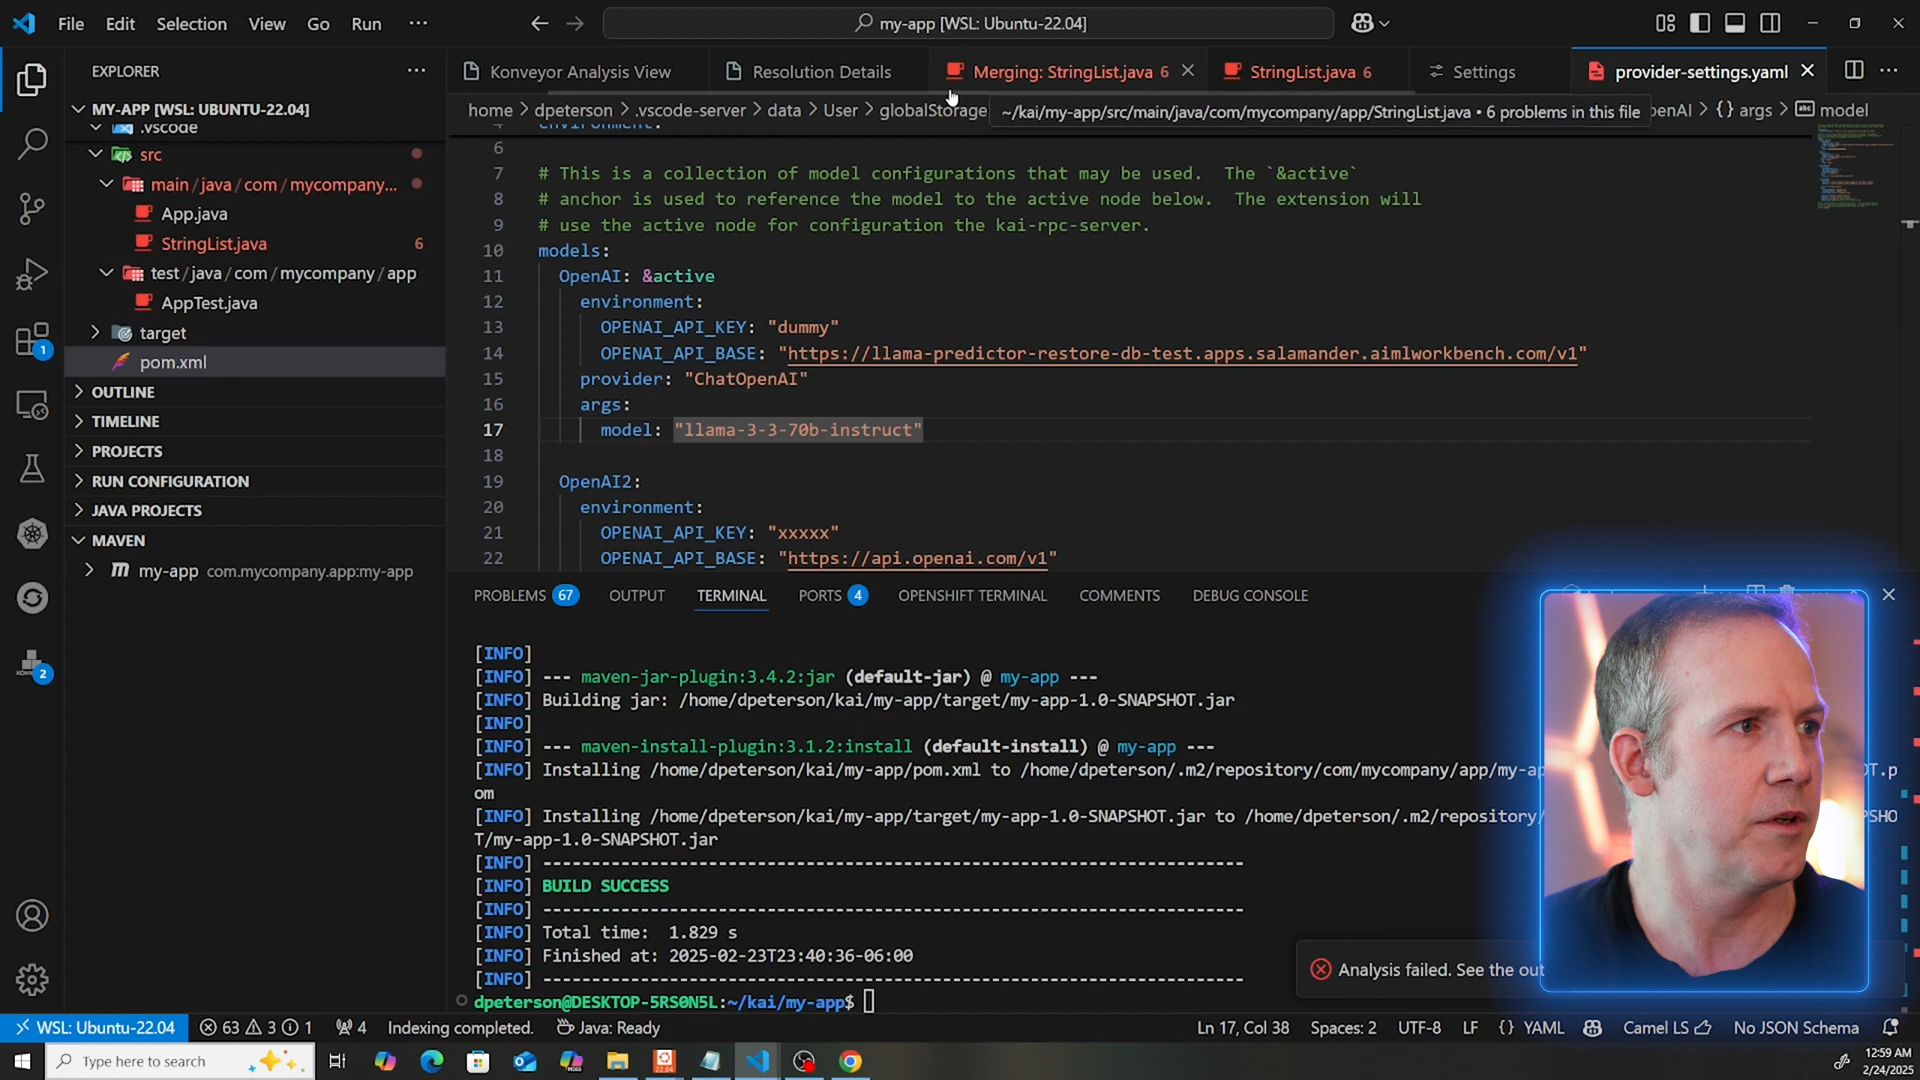 File Edit Selection View Go Run ··· my-app [WSL: Ubuntu-22.04]
EXPLORER ···
Konveyor Analysis View Resolution Details Merging: StringList.java 6 StringList.java 6 Settings provider-settings.yaml
MY-APP [WSL: UBUNTU-22.04]
home > dpeterson > .vscode-server > data > User > globalStorage
~/kai/my-app/src/main/java/com/mycompany/app/StringList.java • 6 problems in this file
enAI > {} args > model
.vscode
src
main / java / com / mycompany...
App.java
StringList.java 6
test / java / com / mycompany / app
AppTest.java
target
pom.xml
OUTLINE
TIMELINE
PROJECTS
RUN CONFIGURATION
JAVA PROJECTS
MAVEN
my-app com.mycompany.app:my-app
environment:
6
7 # This is a collection of model configurations that may be used. The `&active`
8 # anchor is used to reference the model to the active node below. The extension will
9 # use the active node for configuration the kai-rpc-server.
10 models:
11 OpenAI: &active
12 environment:
13 OPENAI_API_KEY: "dummy"
14 OPENAI_API_BASE: "https://llama-predictor-restore-db-test.apps.salamander.aimlworkbench.com/v1"
15 provider: "ChatOpenAI"
16 args:
17 model: "llama-3-3-70b-instruct"
18
19 OpenAI2:
20 environment:
21 OPENAI_API_KEY: "xxxxx"
22 OPENAI_API_BASE: "https://api.openai.com/v1"
PROBLEMS 67 OUTPUT TERMINAL PORTS 4 OPENSHIFT TERMINAL COMMENTS DEBUG CONSOLE
[INFO]
[INFO] --- maven-jar-plugin:3.4.2:jar (default-jar) @ my-app ---
[INFO] Building jar: /home/dpeterson/kai/my-app/target/my-app-1.0-SNAPSHOT.jar
[INFO]
[INFO] --- maven-install-plugin:3.1.2:install (default-install) @ my-app ---
[INFO] Installing /home/dpeterson/kai/my-app/pom.xml to /home/dpeterson/.m2/repository/com/mycompany/app/my-ap OT.p
om
[INFO] Installing /home/dpeterson/kai/my-app/target/my-app-1.0-SNAPSHOT.jar to /home/dpeterson/.m2/repository/ PSHO
T/my-app-1.0-SNAPSHOT.jar
[INFO] ------------------------------------------------------------------------
[INFO] BUILD SUCCESS
[INFO] ------------------------------------------------------------------------
[INFO] Total time: 1.829 s
[INFO] Finished at: 2025-02-23T23:40:36-06:00
[INFO] ------------------------------------------------------------------------
dpeterson@DESKTOP-5RS0N5L:~/kai/my-app$
Analysis failed. See the out
1
2
2
WSL: Ubuntu-22.04 63 3 1 4 Indexing completed. Java: Ready Ln 17, Col 38 Spaces: 2 UTF-8 LF {} YAML Camel LS No JSON Schema
Type here to search
12:59 AM
2/24/2025